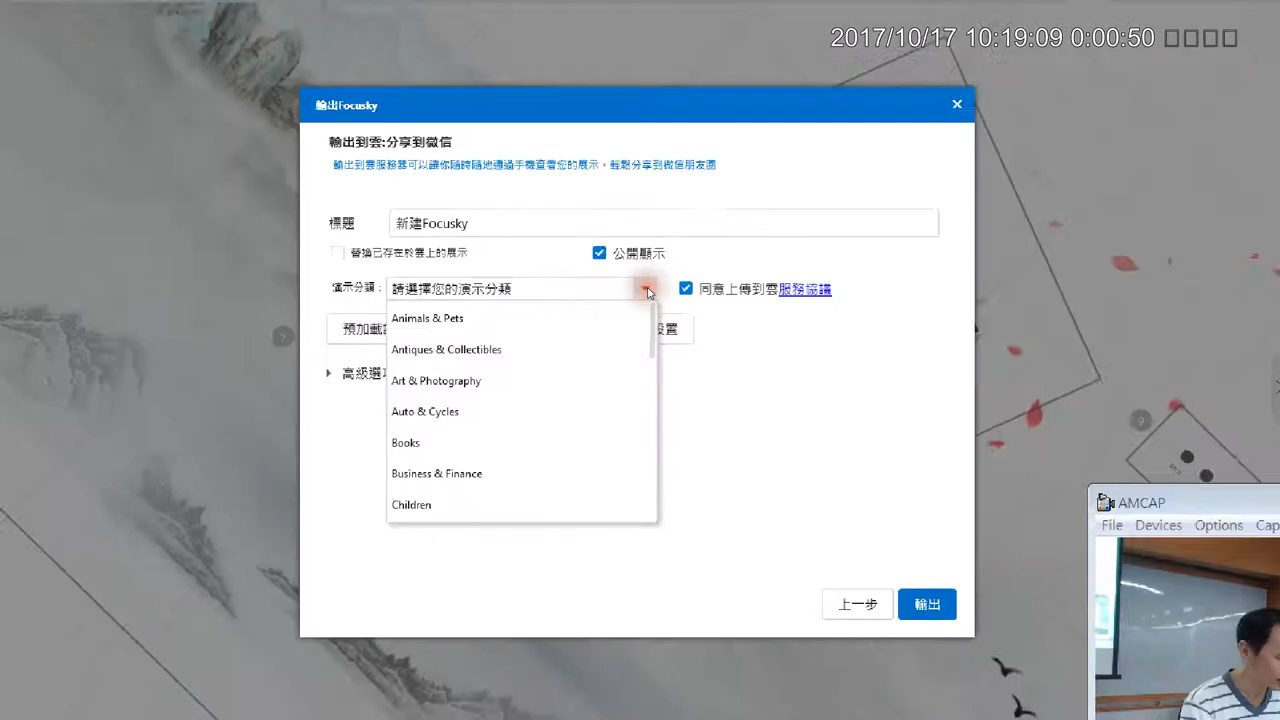 2017/10/17 10:19:09 0:00:50
輸出Focusky
輸出到雲:分享到微信
輸出到雲服務器可以讓你隨時隨地通過手機查看您的展示，輕鬆分享到微信朋友圈
標題 新建Focusky
替換已存在於雲上的展示 公開顯示
演示分類： 請選擇您的演示分類 同意上傳到雲服務協議
Animals & Pets
預加載 設置
Antiques & Collectibles
高級選項
Art & Photography
Auto & Cycles
Books
Business & Finance
Children
上一步 輸出
9
AMCAP
File Devices Options Cap